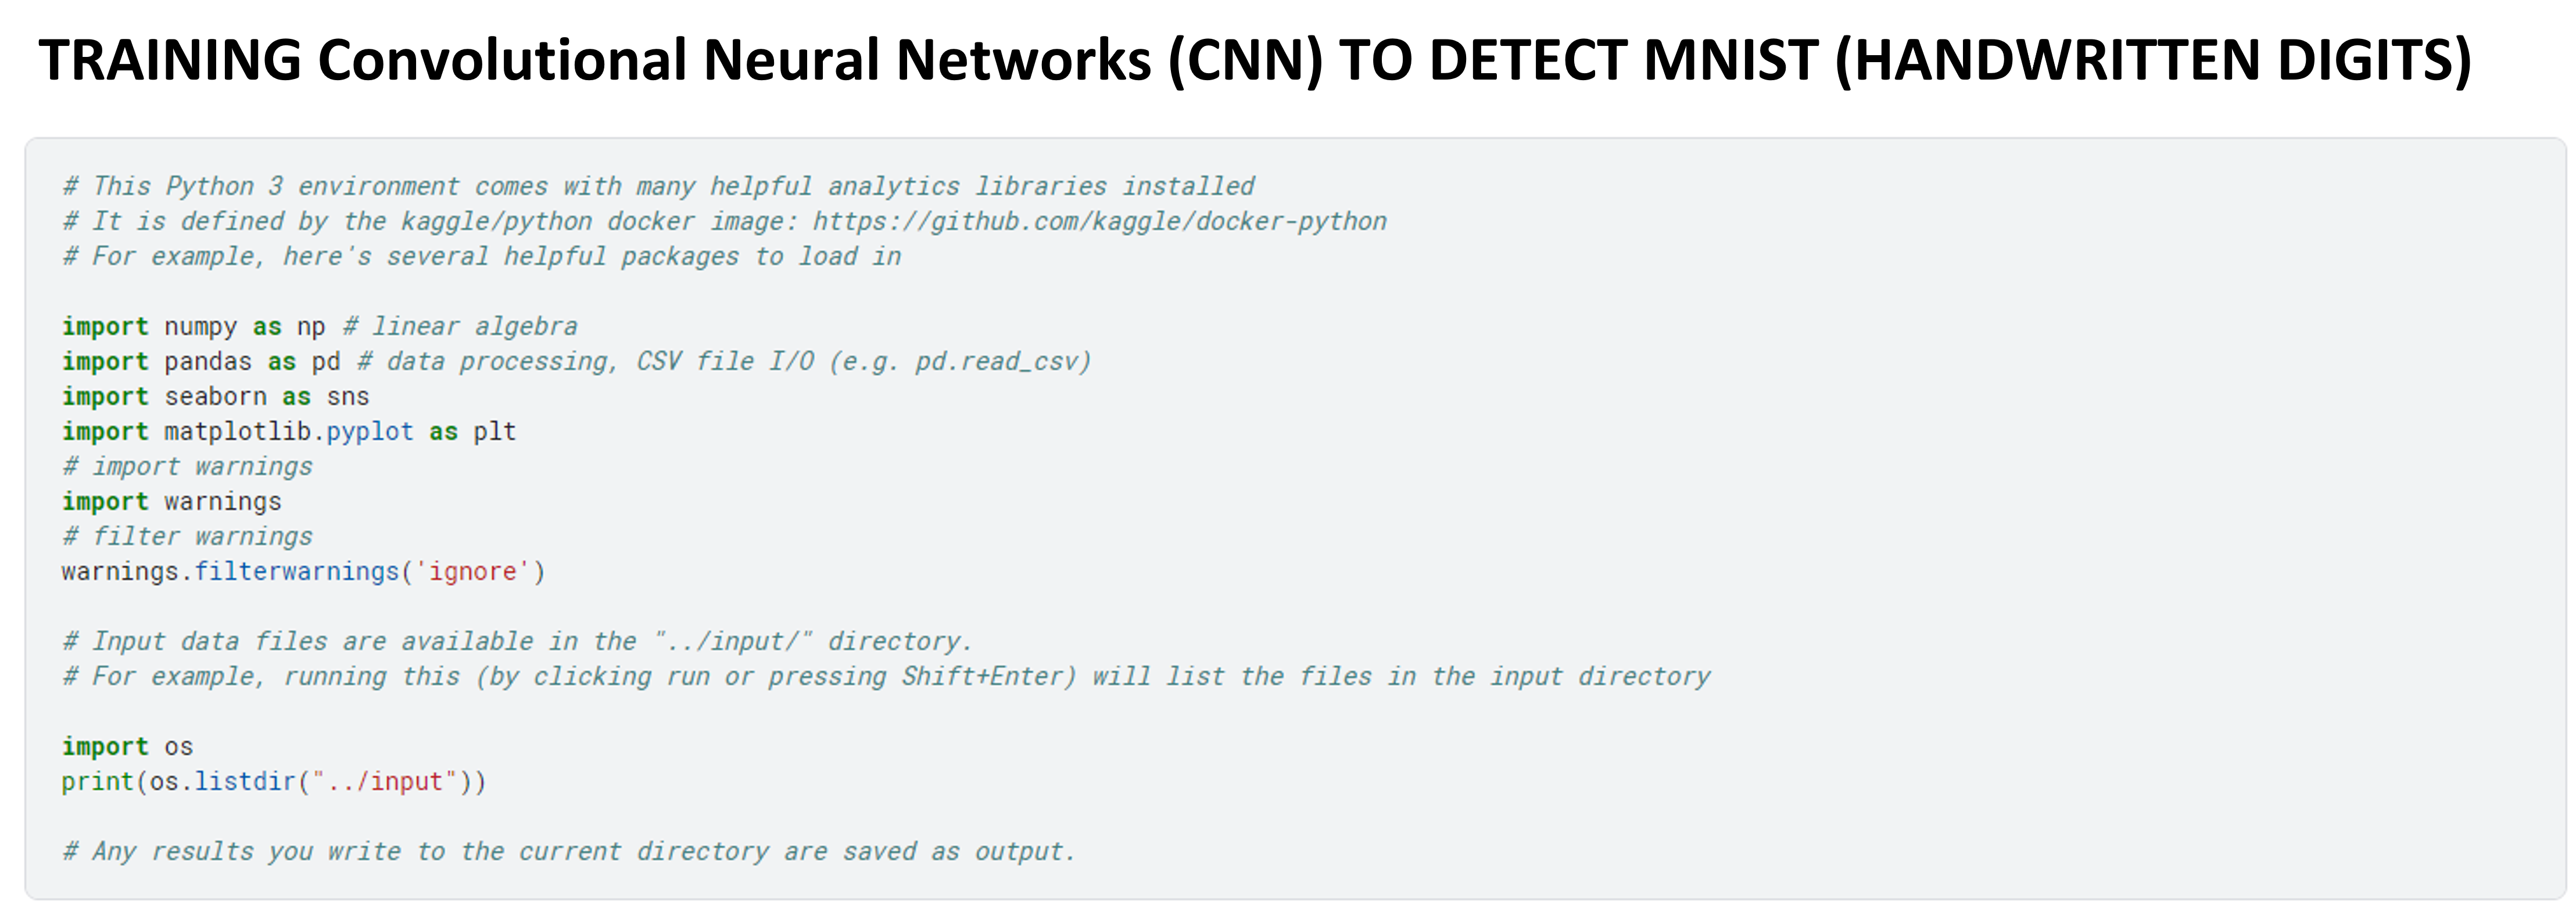 TRAINING Convolutional Neural Networks (CNN) TO DETECT MNIST (HANDWRITTEN DIGITS)
# This Python 3 environment comes with many helpful analytics libraries installed
# It is defined by the kaggle/python docker image: https://github.com/kaggle/docker-python
# For example, here's several helpful packages to load in
import numpy as np # linear algebra
import pandas as pd # data processing, CSV file I/O (e.g. pd.read_csv)
import seaborn as sns
import matplotlib.pyplot as plt
# import warnings
import warnings
# filter warnings
warnings.filterwarnings('ignore')
# Input data files are available in the "../input/" directory.
# For example, running this (by clicking run or pressing Shift+Enter) will list the files in the input directory
import os
print(os.listdir("../input"))
# Any results you write to the current directory are saved as output.